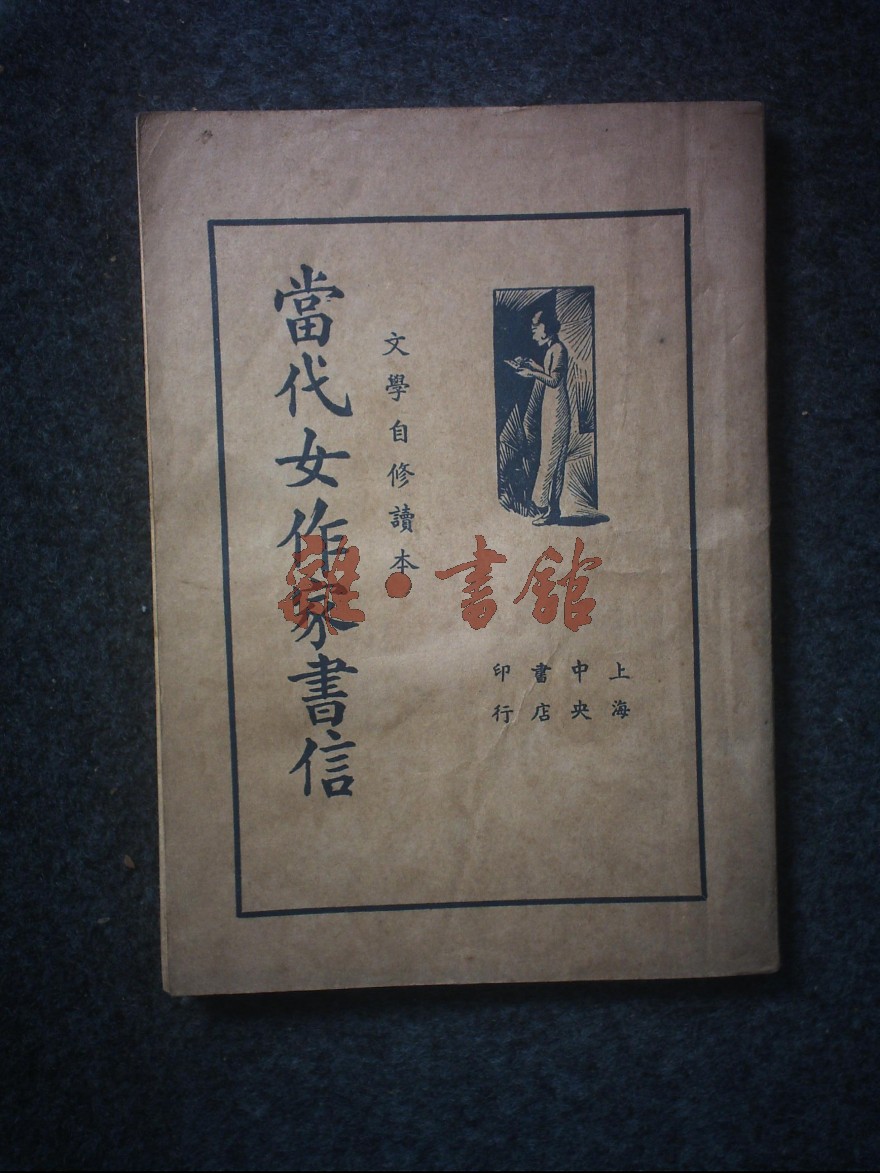 當代女作家書信
文學自修讀本
上海
中央
書店
印行
雜·書館